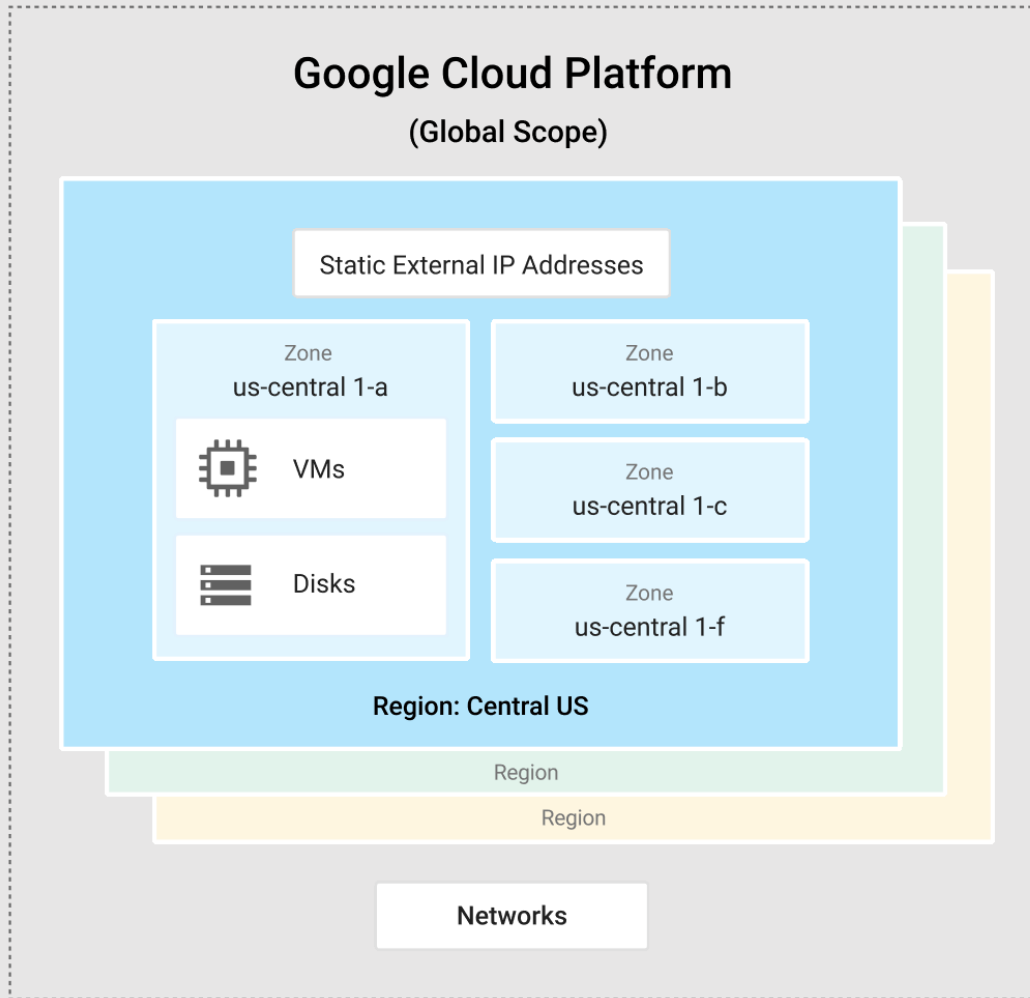 Google Cloud Platform
(Global Scope)
Static External IP Addresses
Zone
us-central 1-a
VMs
Disks
Zone
us-central 1-b
Zone
us-central 1-c
Zone
us-central 1-f
Region: Central US
Region
Region
Networks